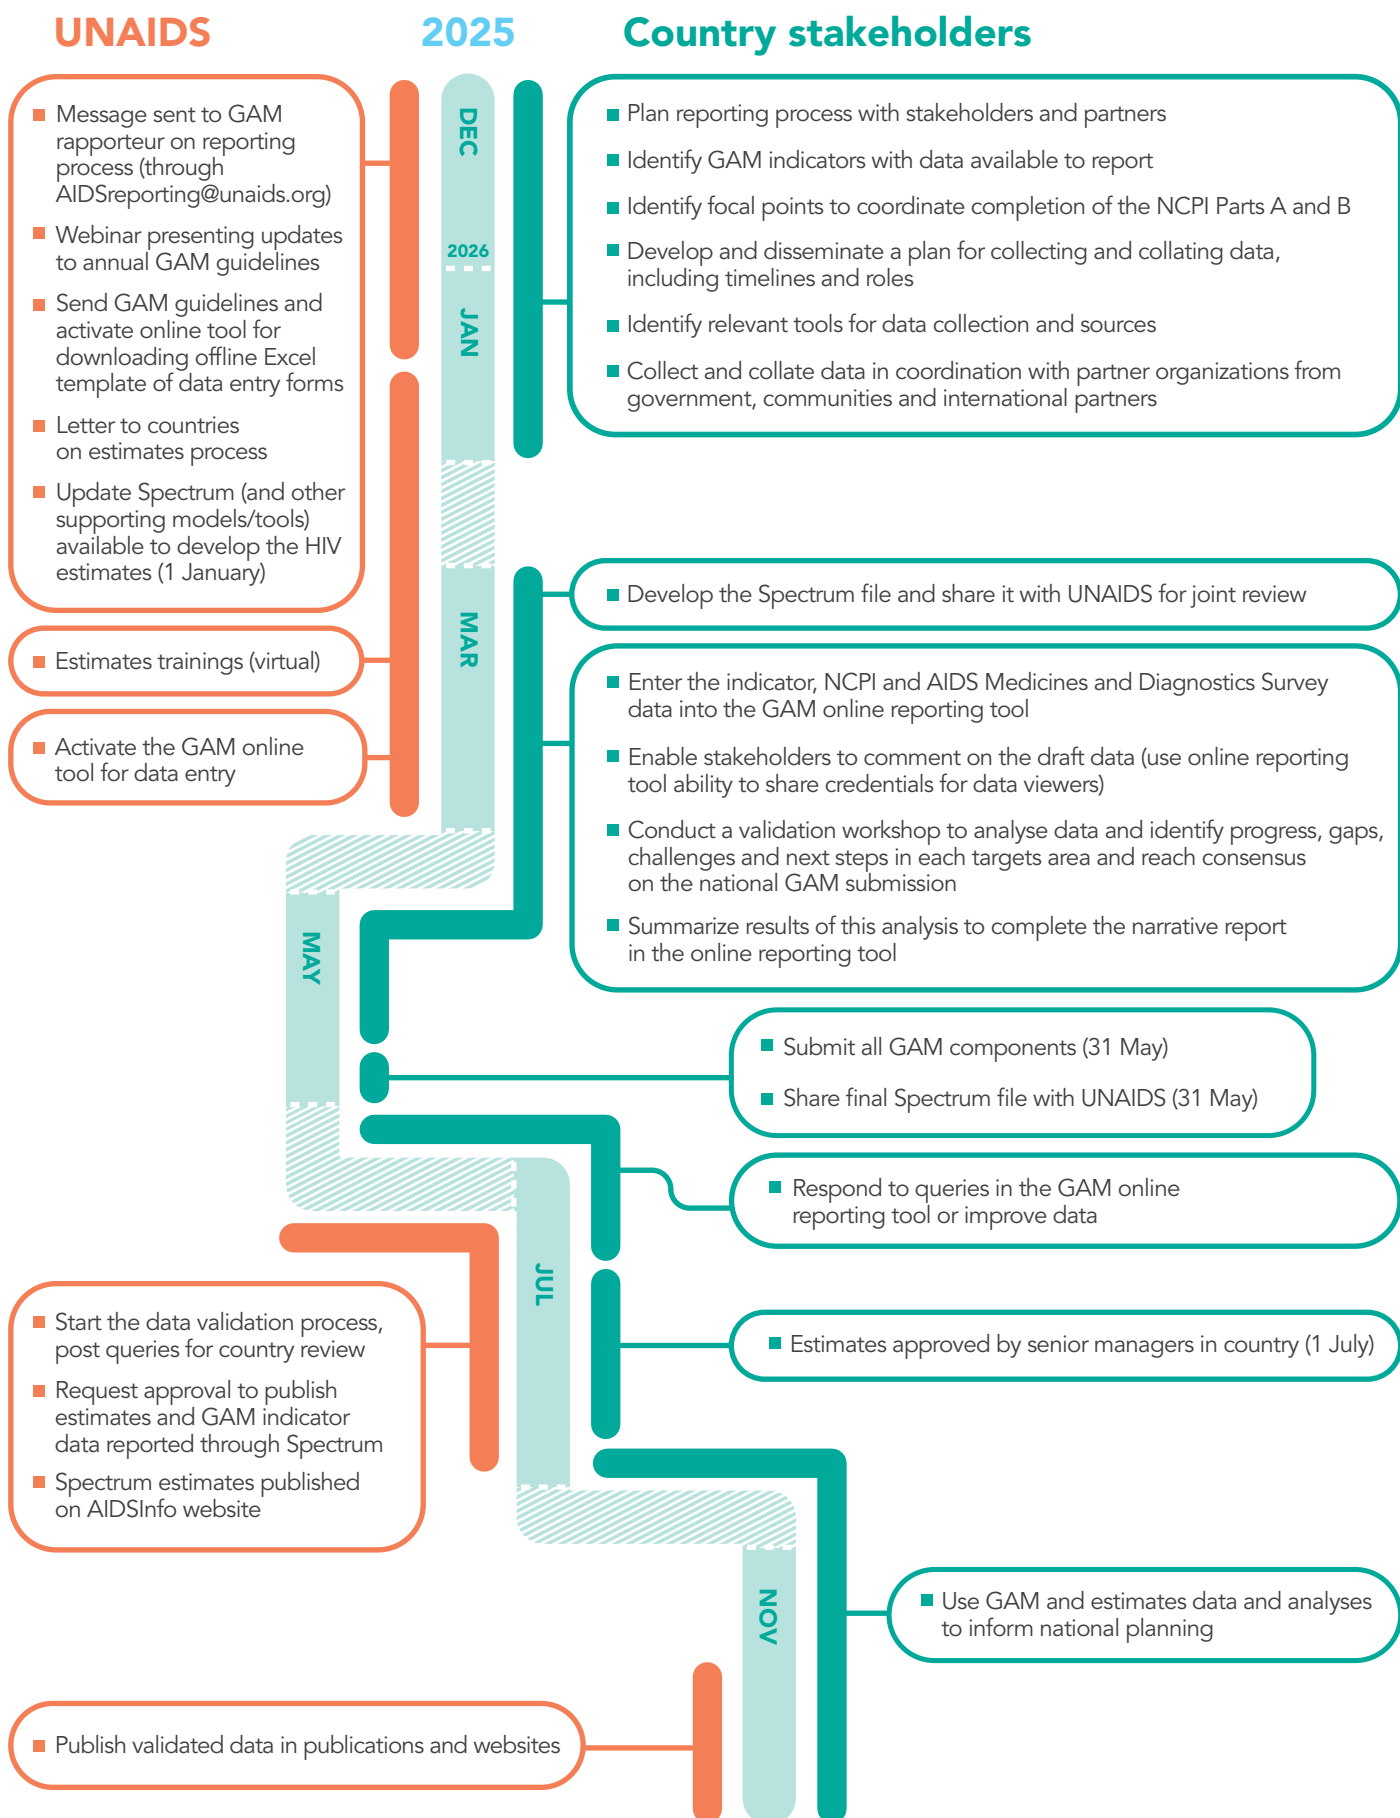 UNAIDS
2025
Country stakeholders
Message sent to GAM
rapporteur on reporting
process (through
AIDSreporting@unaids.org)
Webinar presenting updates
to annual GAM guidelines
Send GAM guidelines and
activate online tool for
downloading offline Excel
template of data entry forms
Letter to countries
on estimates process
Update Spectrum (and other
supporting models/tools)
available to develop the HIV
estimates (1 January)
Estimates trainings (virtual)
Activate the GAM online
tool for data entry
DEC
2026
JAN
MAR
Plan reporting process with stakeholders and partners
Identify GAM indicators with data available to report
Identify focal points to coordinate completion of the NCPI Parts A and B
Develop and disseminate a plan for collecting and collating data,
including timelines and roles
Identify relevant tools for data collection and sources
Collect and collate data in coordination with partner organizations from
government, communities and international partners
Develop the Spectrum file and share it with UNAIDS for joint review
Enter the indicator, NCPI and AIDS Medicines and Diagnostics Survey
data into the GAM online reporting tool
Enable stakeholders to comment on the draft data (use online reporting
tool ability to share credentials for data viewers)
Conduct a validation workshop to analyse data and identify progress, gaps,
challenges and next steps in each targets area and reach consensus
on the national GAM submission
Summarize results of this analysis to complete the narrative report
in the online reporting tool
MAY
Submit all GAM components (31 May)
Share final Spectrum file with UNAIDS (31 May)
Respond to queries in the GAM online
reporting tool or improve data
JUL
Start the data validation process,
post queries for country review
Request approval to publish
estimates and GAM indicator
data reported through Spectrum
Spectrum estimates published
on AIDSInfo website
Estimates approved by senior managers in country (1 July)
NOV
Use GAM and estimates data and analyses
to inform national planning
Publish validated data in publications and websites